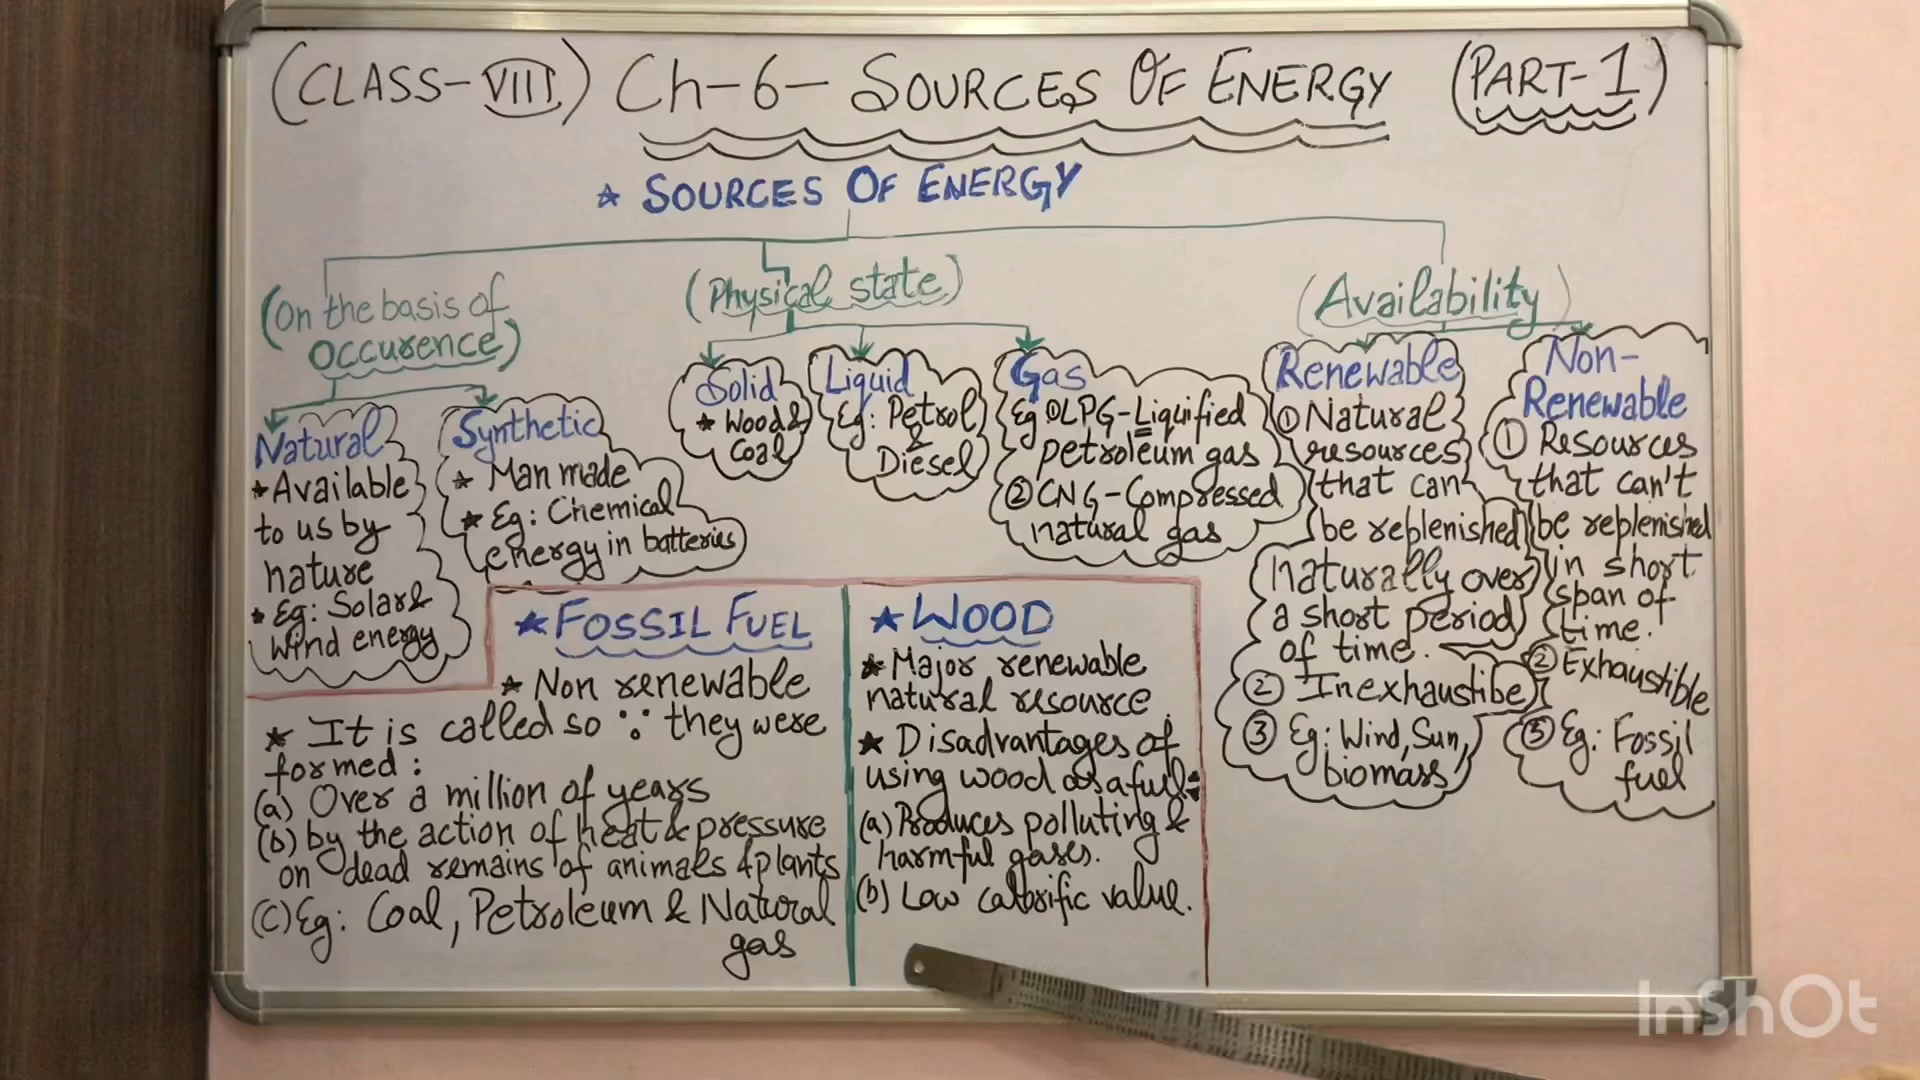 (CLASS-VIII) Ch-6- SOURCES OF ENERGY (PART-1)
★ SOURCES OF ENERGY
(On the basis of
Occurence)
Natural
★ Available
to us by
nature
★ Eg: Solar &
Wind energy
Synthetic
★ Man made
★ Eg: Chemical
energy in batteries
(Physical state)
Solid
★ Wood &
Coal
Liquid
Eg: Petrol
&
Diesel
Gas
Eg ① LPG-Liquified
petroleum gas
② CNG-Compressed
natural gas
(Availability)
Renewable
① Natural
resources
that can
be replenished
naturally over
a short period
of time.
② Inexhaustibe
③ Eg: Wind, Sun,
biomass
Non-
Renewable
① Resources
that can't
be replenished
in short
span of
time.
② Exhaustible
③ Eg: Fossil
fuel
★ FOSSIL FUEL
★ Non renewable
★ It is called so ∵ they were
formed:
(a) Over a million of years
(b) by the action of heat & pressure
on dead remains of animals & plants
(c) Eg: Coal, Petroleum & Natural
gas
★ WOOD
★ Major renewable
natural resource.
★ Disadvantages of
using wood as a fuel:
(a) Produces polluting &
harmful gases.
(b) Low calorific value.
InShOt